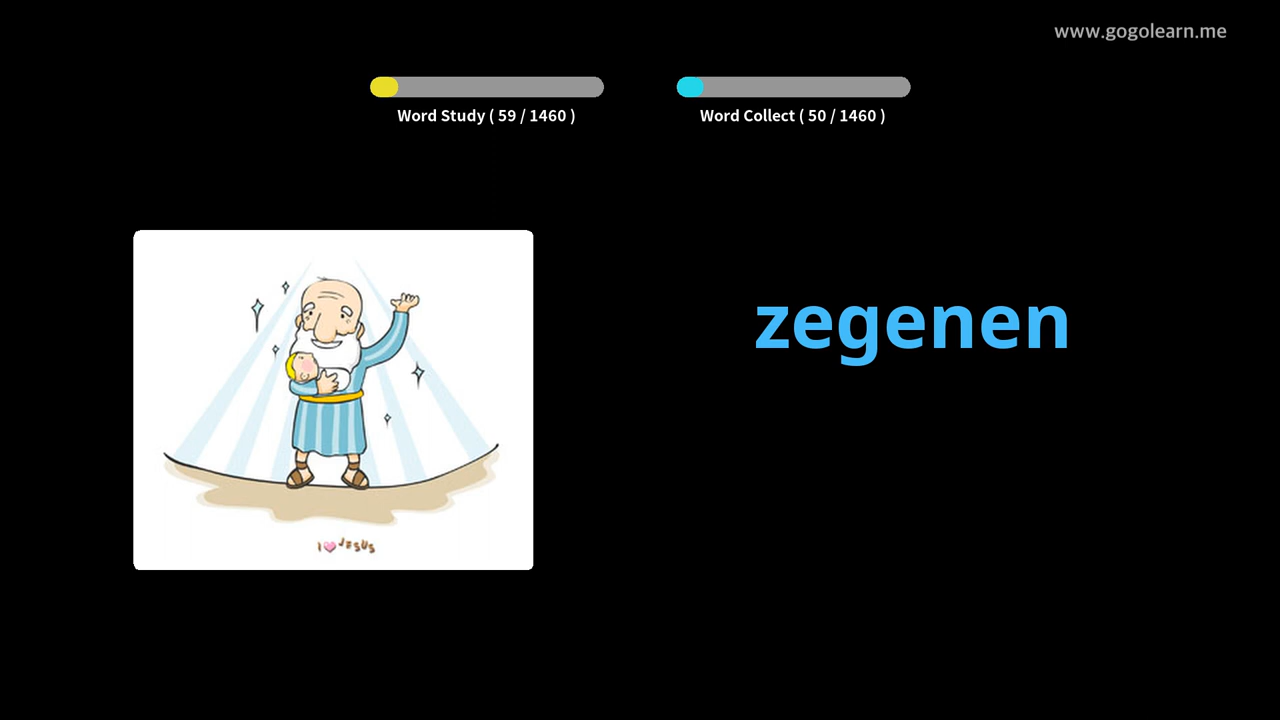 www.gogolearn.me
Word Study ( 59 / 1460 )
Word Collect ( 50 / 1460 )
zegenen
I ♥ JESUS